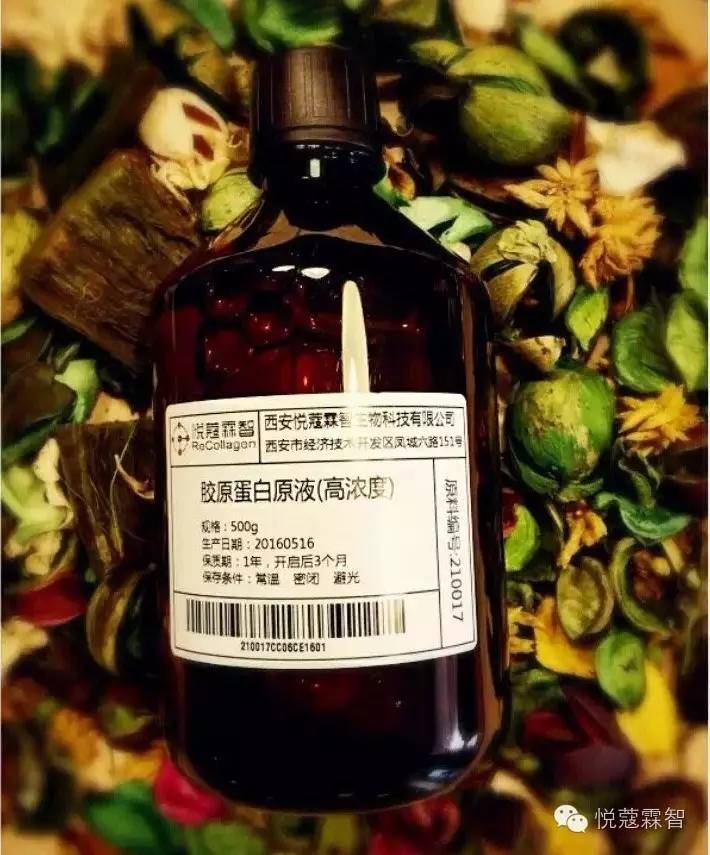 悦蔻霖智
ReCollagen
西安悦蔻霖智生物科技有限公司
西安市经济技术开发区凤城六路151号
胶原蛋白原液(高浓度)
规格：500g
生产日期：20160516
保质期：1年，开启后3个月
保存条件：常温 密闭 避光
原料编号:210017
210017CC06CE1601
悦蔻霖智